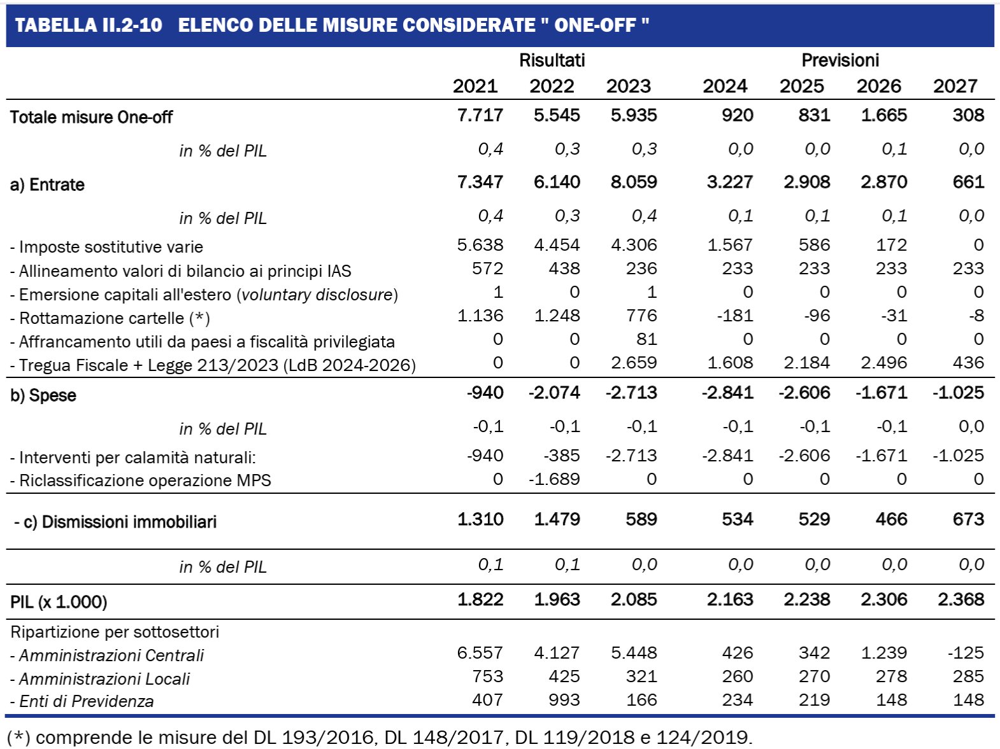 TABELLA II.2-10 ELENCO DELLE MISURE CONSIDERATE " ONE-OFF "
Risultati Previsioni
2021 2022 2023 2024 2025 2026 2027
Totale misure One-off 7.717 5.545 5.935 920 831 1.665 308
in % del PIL 0,4 0,3 0,3 0,0 0,0 0,1 0,0
a) Entrate 7.347 6.140 8.059 3.227 2.908 2.870 661
in % del PIL 0,4 0,3 0,4 0,1 0,1 0,1 0,0
- Imposte sostitutive varie 5.638 4.454 4.306 1.567 586 172 0
- Allineamento valori di bilancio ai principi IAS 572 438 236 233 233 233 233
- Emersione capitali all'estero (voluntary disclosure) 1 0 1 0 0 0 0
- Rottamazione cartelle (*) 1.136 1.248 776 -181 -96 -31 -8
- Affrancamento utili da paesi a fiscalità privilegiata 0 0 81 0 0 0 0
- Tregua Fiscale + Legge 213/2023 (LdB 2024-2026) 0 0 2.659 1.608 2.184 2.496 436
b) Spese -940 -2.074 -2.713 -2.841 -2.606 -1.671 -1.025
in % del PIL -0,1 -0,1 -0,1 -0,1 -0,1 -0,1 0,0
- Interventi per calamità naturali: -940 -385 -2.713 -2.841 -2.606 -1.671 -1.025
- Riclassificazione operazione MPS 0 -1.689 0 0 0 0 0
- c) Dismissioni immobiliari 1.310 1.479 589 534 529 466 673
in % del PIL 0,1 0,1 0,0 0,0 0,0 0,0 0,0
PIL (x 1.000) 1.822 1.963 2.085 2.163 2.238 2.306 2.368
Ripartizione per sottosettori
- Amministrazioni Centrali 6.557 4.127 5.448 426 342 1.239 -125
- Amministrazioni Locali 753 425 321 260 270 278 285
- Enti di Previdenza 407 993 166 234 219 148 148
(*) comprende le misure del DL 193/2016, DL 148/2017, DL 119/2018 e 124/2019.